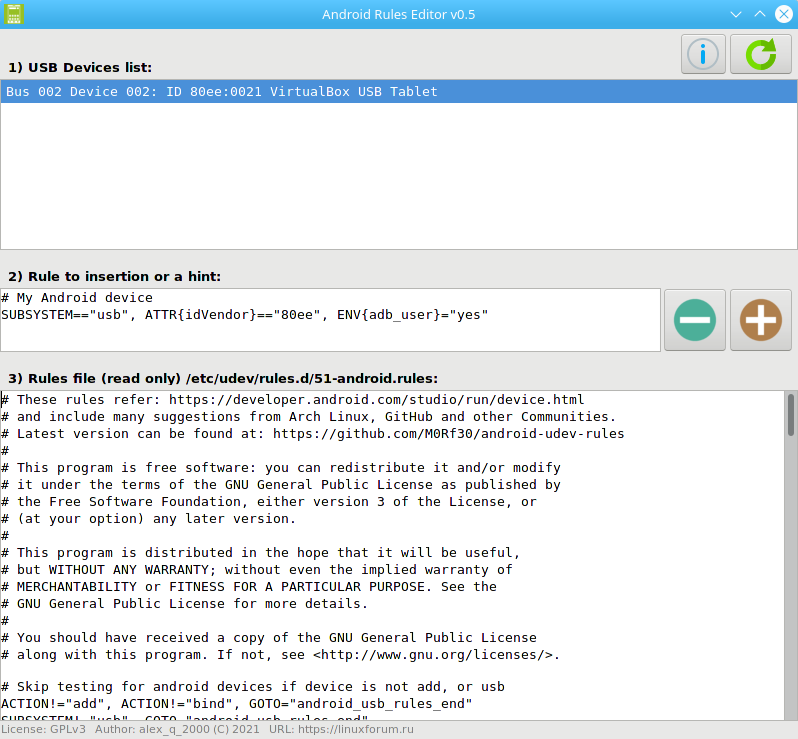 Android Rules Editor v0.5
1) USB Devices list:
Bus 002 Device 002: ID 80ee:0021 VirtualBox USB Tablet
2) Rule to insertion or a hint:
# My Android device
SUBSYSTEM=="usb", ATTR{idVendor}=="80ee", ENV{adb_user}="yes"
3) Rules file (read only) /etc/udev/rules.d/51-android.rules:
# These rules refer: https://developer.android.com/studio/run/device.html
# and include many suggestions from Arch Linux, GitHub and other Communities.
# Latest version can be found at: https://github.com/M0Rf30/android-udev-rules
#
# This program is free software: you can redistribute it and/or modify
# it under the terms of the GNU General Public License as published by
# the Free Software Foundation, either version 3 of the License, or
# (at your option) any later version.
#
# This program is distributed in the hope that it will be useful,
# but WITHOUT ANY WARRANTY; without even the implied warranty of
# MERCHANTABILITY or FITNESS FOR A PARTICULAR PURPOSE. See the
# GNU General Public License for more details.
#
# You should have received a copy of the GNU General Public License
# along with this program. If not, see <http://www.gnu.org/licenses/>.
# Skip testing for android devices if device is not add, or usb
ACTION!="add", ACTION!="bind", GOTO="android_usb_rules_end"
SUBSYSTEM!="usb", GOTO="android_usb_rules_end"
License: GPLv3 Author: alex_q_2000 (C) 2021 URL: https://linuxforum.ru